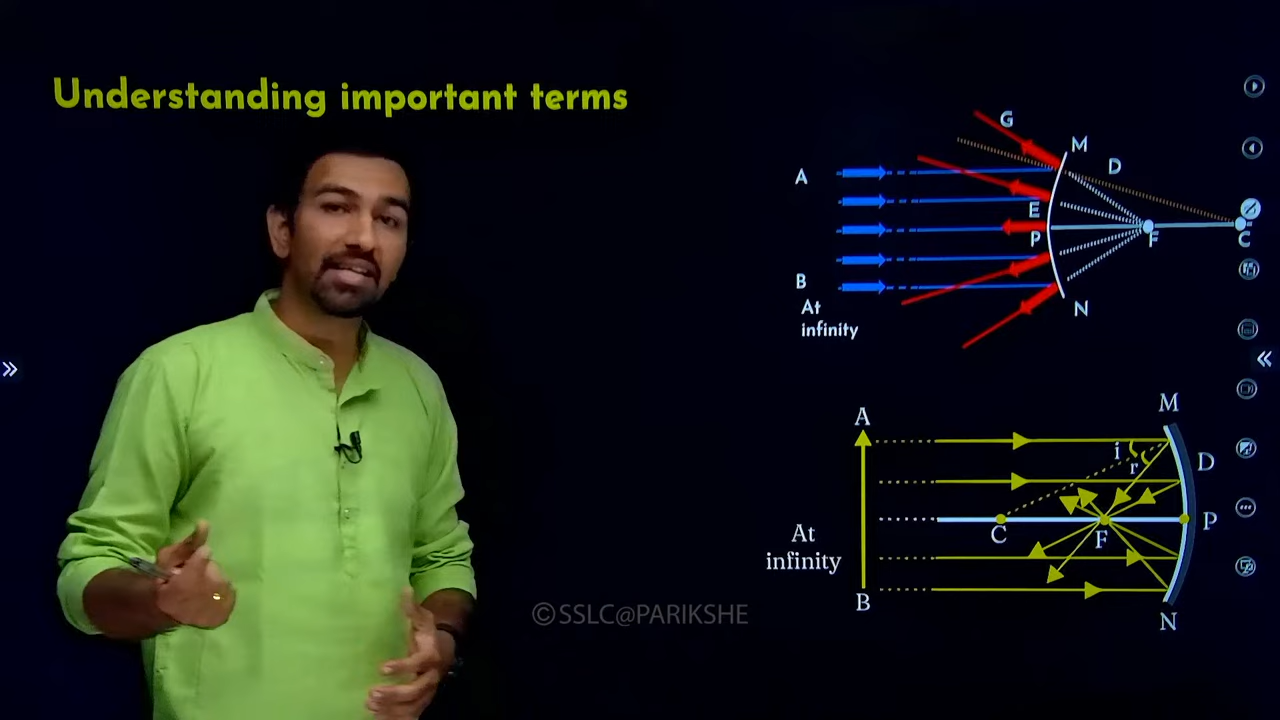 Understanding important terms
G
M
A
D
E
P
F
C
B
At
infinity
N
A
M
i
r
D
C
F
P
At
infinity
B
N
©SSLC@PARIKSHE